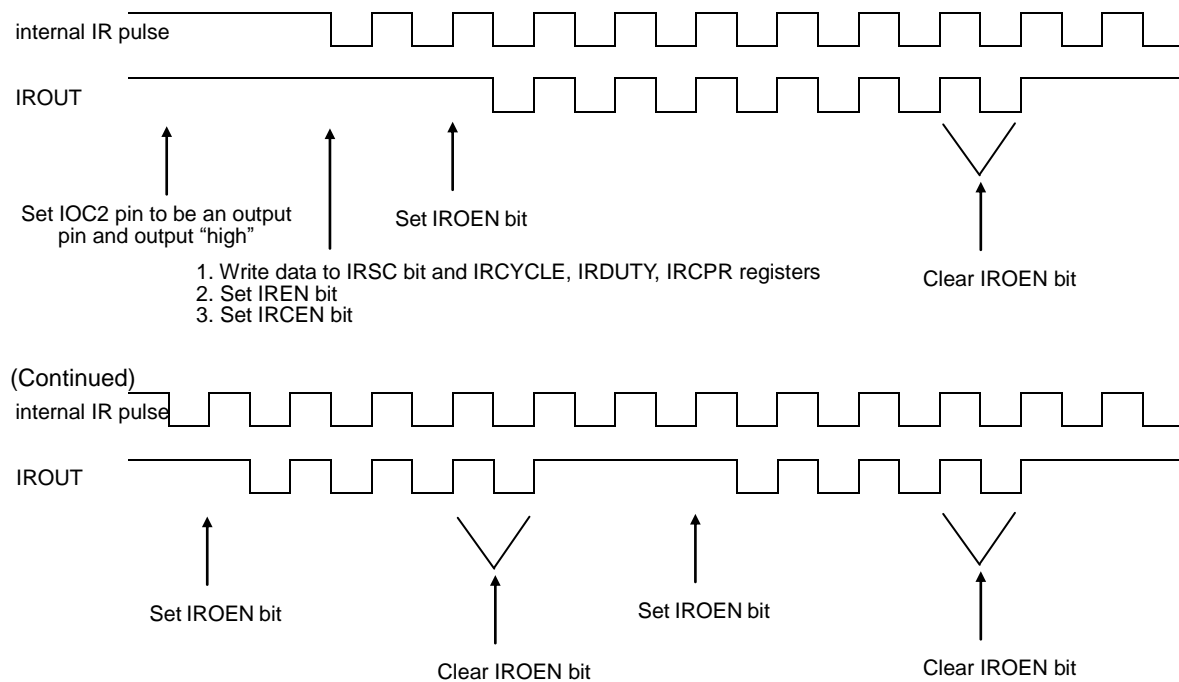 internal IR pulse
IROUT
Set IOC2 pin to be an output
pin and output “high”
Set IROEN bit
1. Write data to IRSC bit and IRCYCLE, IRDUTY, IRCPR registers
2. Set IREN bit
3. Set IRCEN bit
Clear IROEN bit
(Continued)
internal IR pulse
IROUT
Set IROEN bit
Clear IROEN bit
Set IROEN bit
Clear IROEN bit